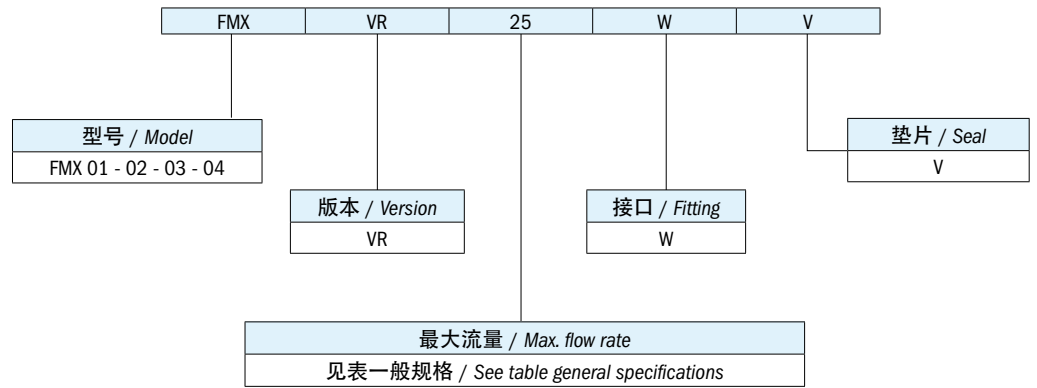 FMX VR 25 W V
型号 / Model
FMX 01 - 02 - 03 - 04
垫片 / Seal
V
版本 / Version
VR
接口 / Fitting
W
最大流量 / Max. flow rate
见表一般规格 / See table general specifications